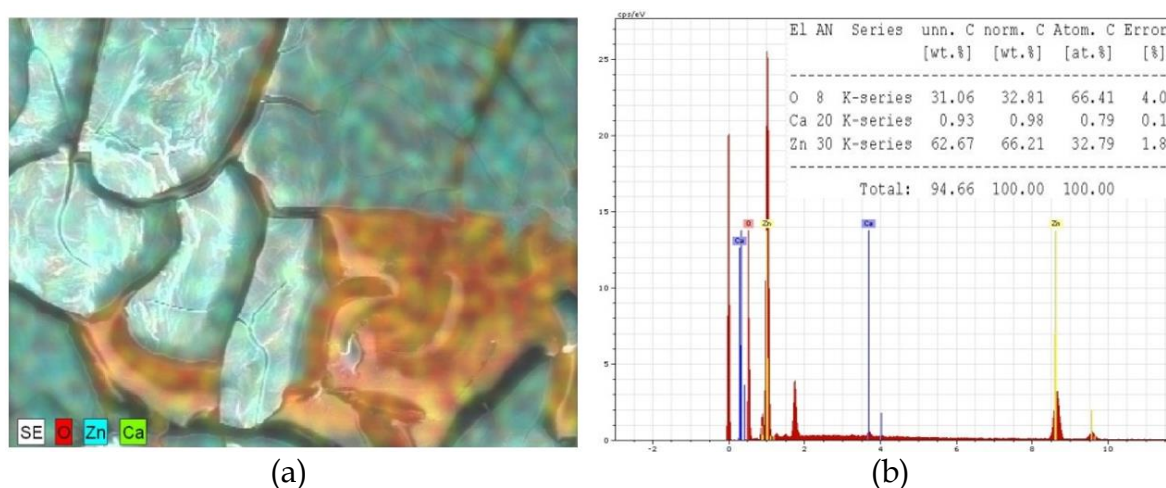 SE O Zn Ca
(a)
cps/eV
El AN Series unn. C norm. C Atom. C Error
[wt.%] [wt.%] [at.%] [%]
O 8 K-series 31.06 32.81 66.41 4.0
Ca 20 K-series 0.93 0.98 0.79 0.1
Zn 30 K-series 62.67 66.21 32.79 1.8
Total: 94.66 100.00 100.00
25
20
15
10
5
0
Ca O Zn Ca Zn
-2 0 2 4 6 8 10
(b)